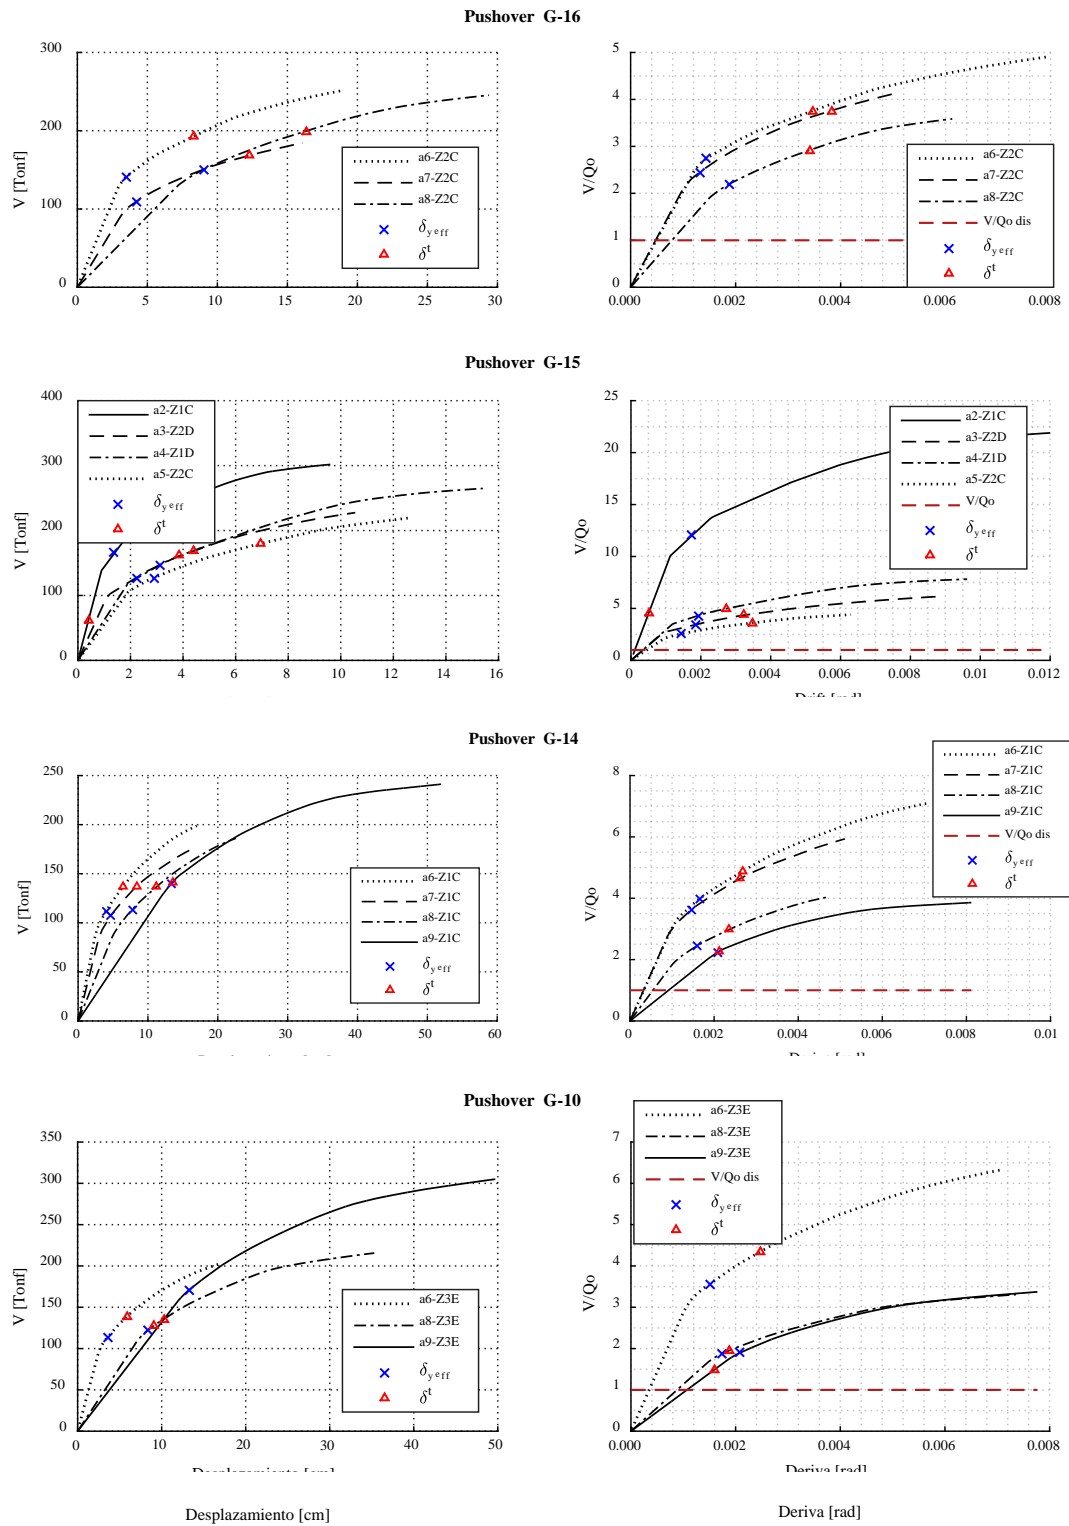 Pushover G-16
300
200
100
0
V [Tonf]
0 5 10 15 20 25 30
a6-Z2C
a7-Z2C
a8-Z2C
δyeff
δt
5
4
3
2
1
0
V/Qo
0.000 0.002 0.004 0.006 0.008
a6-Z2C
a7-Z2C
a8-Z2C
V/Qo dis
δyeff
δt
Pushover G-15
400
300
200
100
0
V [Tonf]
0 2 4 6 8 10 12 14 16
a2-Z1C
a3-Z2D
a4-Z1D
a5-Z2C
δyeff
δt
25
20
15
10
5
0
V/Qo
0 0.002 0.004 0.006 0.008 0.01 0.012
Drift [rad]
a2-Z1C
a3-Z2D
a4-Z1D
a5-Z2C
V/Qo
δyeff
δt
Pushover G-14
250
200
150
100
50
0
V [Tonf]
0 10 20 30 40 50 60
a6-Z1C
a7-Z1C
a8-Z1C
a9-Z1C
δyeff
δt
8
6
4
2
0
V/Qo
0 0.002 0.004 0.006 0.008 0.01
Deriva [rad]
a6-Z1C
a7-Z1C
a8-Z1C
a9-Z1C
V/Qo dis
δyeff
δt
Pushover G-10
350
300
250
200
150
100
50
0
V [Tonf]
0 10 20 30 40 50
Desplazamiento [cm]
a6-Z3E
a8-Z3E
a9-Z3E
δyeff
δt
7
6
5
4
3
2
1
0
V/Qo
0.000 0.002 0.004 0.006 0.008
Deriva [rad]
a6-Z3E
a8-Z3E
a9-Z3E
V/Qo dis
δyeff
δt
Desplazamiento [cm]
Deriva [rad]